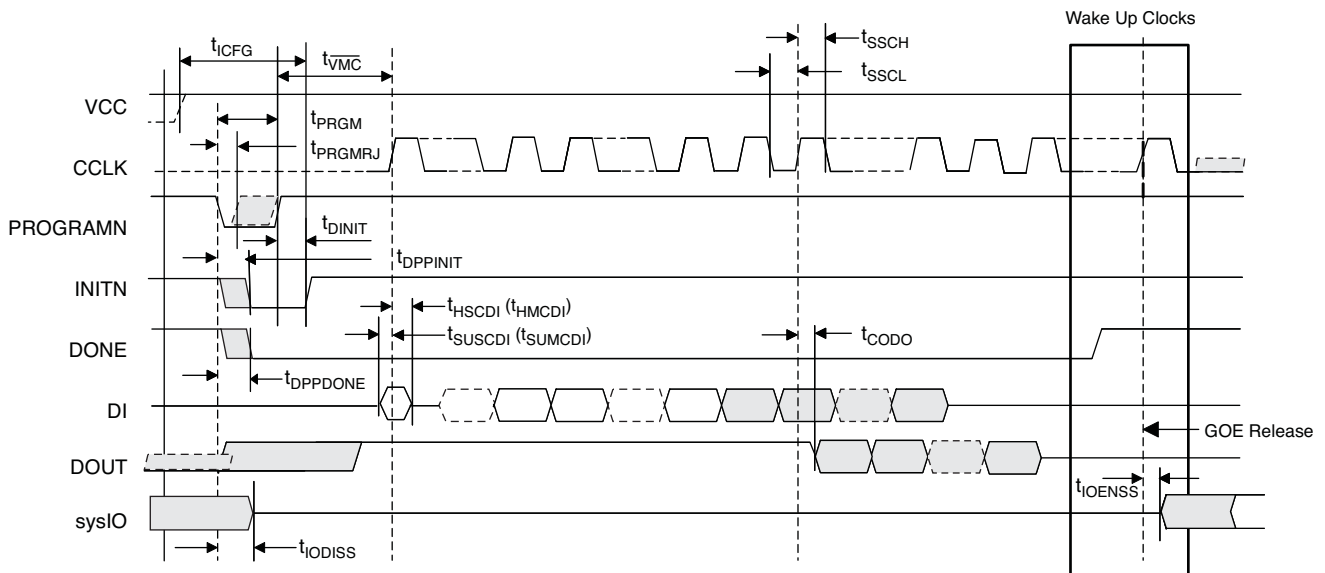 Wake Up Clocks
tICFG
tVMC
tSSCH
tSSCL
VCC
tPRGM
tPRGMRJ
CCLK
PROGRAMN
tDINIT
tDPPINIT
INITN
tHSCDI (tHMCDI)
tSUSCDI (tSUMCDI)
tCODO
DONE
tDPPDONE
DI
GOE Release
DOUT
tIOENSS
sysIO
tIODISS